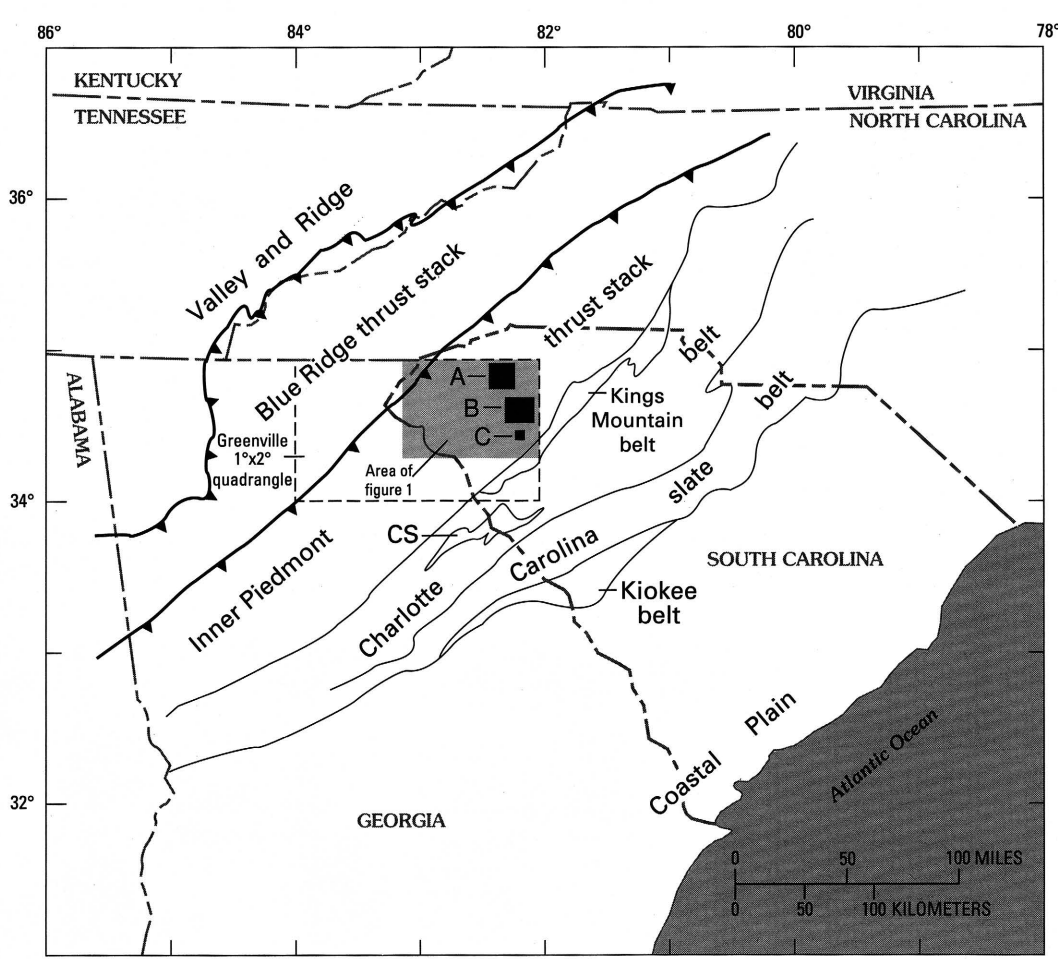 86°
84°
82°
80°
78°
KENTUCKY
TENNESSEE
VIRGINIA
NORTH CAROLINA
36°
Valley and Ridge
Blue Ridge thrust stack
thrust stack
belt
belt
ALABAMA
A
B
C
Kings
Mountain
belt
Greenville
1°x2°
quadrangle
Area of
figure 1
34°
slate
CS
Carolina
SOUTH CAROLINA
Inner Piedmont
Charlotte
Kiokee
belt
Plain
Coastal
Atlantic Ocean
32°
GEORGIA
0 50 100 MILES
0 50 100 KILOMETERS